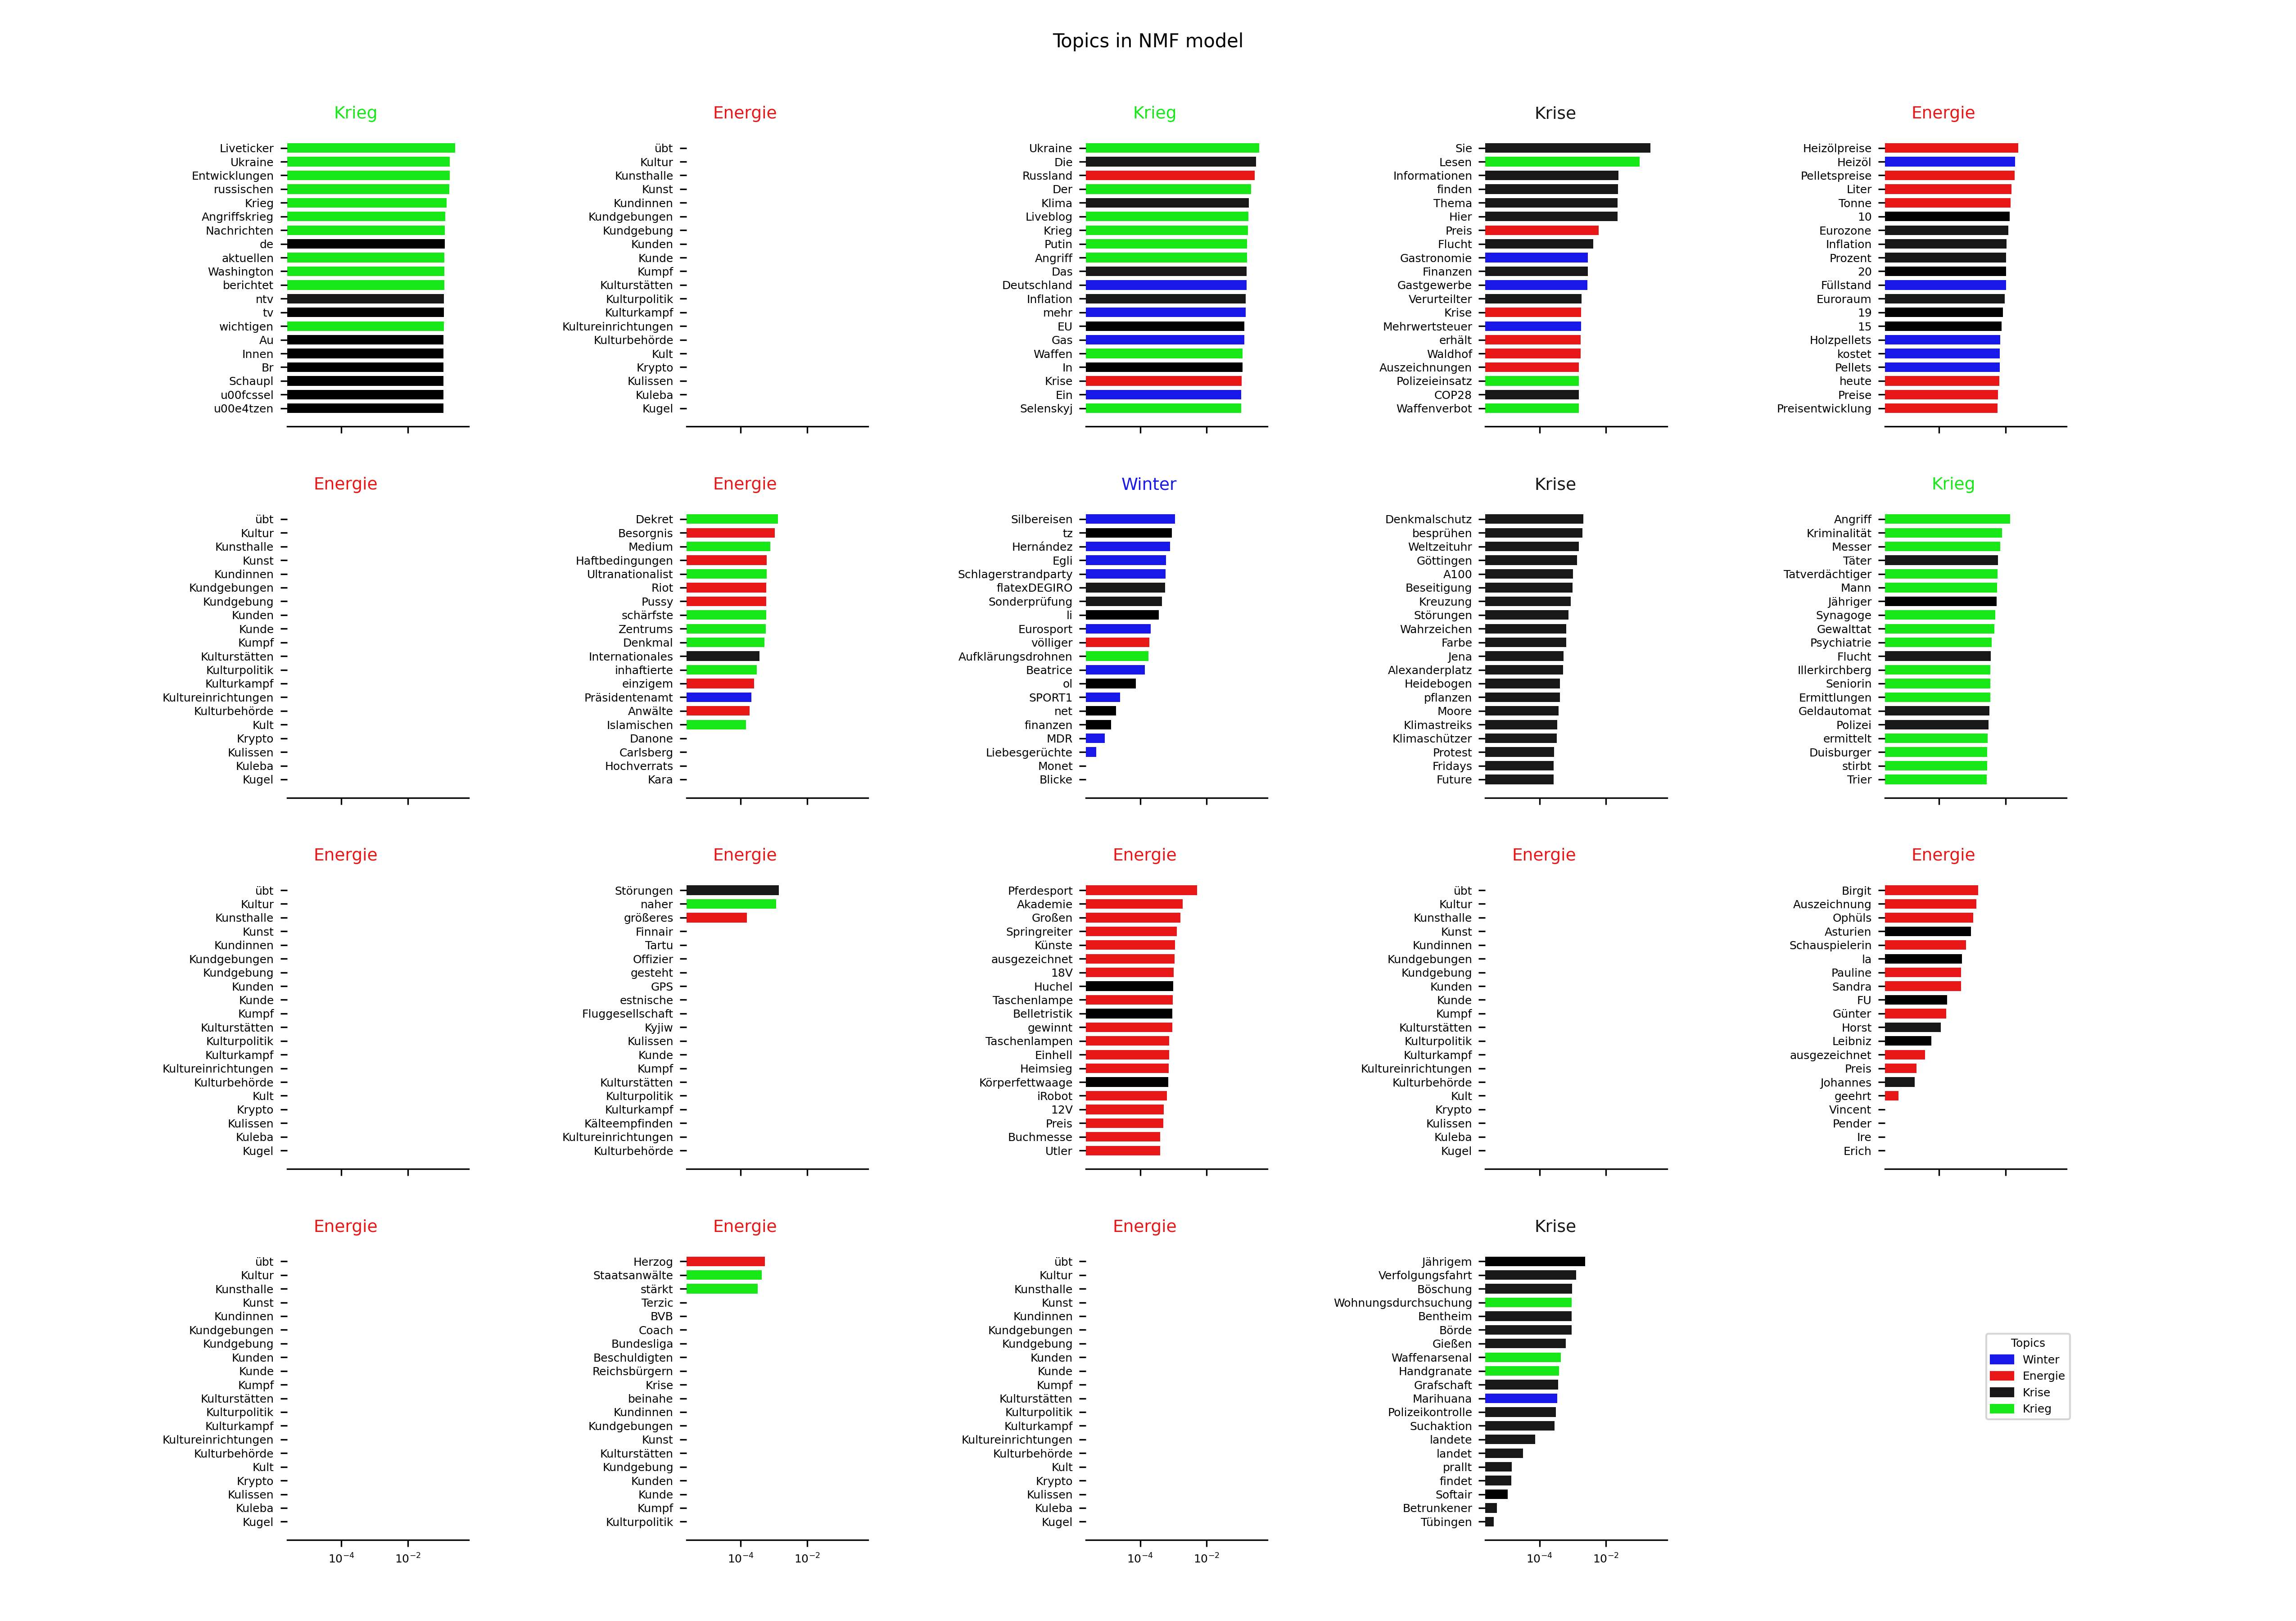 Topics in NMF model
Krieg
Liveticker
Ukraine
Entwicklungen
russischen
Krieg
Angriffskrieg
Nachrichten
de
aktuellen
Washington
berichtet
ntv
tv
wichtigen
Au
Innen
Br
Schaupl
u00fcssel
u00e4tzen
Energie
übt
Kultur
Kunsthalle
Kunst
Kundinnen
Kundgebungen
Kundgebung
Kunden
Kunde
Kumpf
Kulturstätten
Kulturpolitik
Kulturkampf
Kultureinrichtungen
Kulturbehörde
Kult
Krypto
Kulissen
Kuleba
Kugel
Krieg
Ukraine
Die
Russland
Der
Klima
Liveblog
Krieg
Putin
Angriff
Das
Deutschland
Inflation
mehr
EU
Gas
Waffen
In
Krise
Ein
Selenskyj
Krise
Sie
Lesen
Informationen
finden
Thema
Hier
Preis
Flucht
Gastronomie
Finanzen
Gastgewerbe
Verurteilter
Krise
Mehrwertsteuer
erhält
Waldhof
Auszeichnungen
Polizeieinsatz
COP28
Waffenverbot
Energie
Heizölpreise
Heizöl
Pelletspreise
Liter
Tonne
10
Eurozone
Inflation
Prozent
20
Füllstand
Euroraum
19
15
Holzpellets
kostet
Pellets
heute
Preise
Preisentwicklung
Energie
übt
Kultur
Kunsthalle
Kunst
Kundinnen
Kundgebungen
Kundgebung
Kunden
Kunde
Kumpf
Kulturstätten
Kulturpolitik
Kulturkampf
Kultureinrichtungen
Kulturbehörde
Kult
Krypto
Kulissen
Kuleba
Kugel
Energie
Dekret
Besorgnis
Medium
Haftbedingungen
Ultranationalist
Riot
Pussy
schärfste
Zentrums
Denkmal
Internationales
inhaftierte
einzigem
Präsidentenamt
Anwälte
Islamischen
Danone
Carlsberg
Hochverrats
Kara
Winter
Silbereisen
tz
Hernández
Egli
Schlagerstrandparty
flatexDEGIRO
Sonderprüfung
li
Eurosport
völliger
Aufklärungsdrohnen
Beatrice
ol
SPORT1
net
finanzen
MDR
Liebesgerüchte
Monet
Blicke
Krise
Denkmalschutz
besprühen
Weltzeituhr
Göttingen
A100
Beseitigung
Kreuzung
Störungen
Wahrzeichen
Farbe
Jena
Alexanderplatz
Heidebogen
pflanzen
Moore
Klimastreiks
Klimaschützer
Protest
Fridays
Future
Krieg
Angriff
Kriminalität
Messer
Täter
Tatverdächtiger
Mann
Jähriger
Synagoge
Gewalttat
Psychiatrie
Flucht
Illerkirchberg
Seniorin
Ermittlungen
Geldautomat
Polizei
ermittelt
Duisburger
stirbt
Trier
Energie
übt
Kultur
Kunsthalle
Kunst
Kundinnen
Kundgebungen
Kundgebung
Kunden
Kunde
Kumpf
Kulturstätten
Kulturpolitik
Kulturkampf
Kultureinrichtungen
Kulturbehörde
Kult
Krypto
Kulissen
Kuleba
Kugel
Energie
Störungen
naher
größeres
Finnair
Tartu
Offizier
gesteht
GPS
estnische
Fluggesellschaft
Kyjiw
Kulissen
Kunde
Kumpf
Kulturstätten
Kulturpolitik
Kulturkampf
Kälteempfinden
Kultureinrichtungen
Kulturbehörde
Energie
Pferdesport
Akademie
Großen
Springreiter
Künste
ausgezeichnet
18V
Huchel
Taschenlampe
Belletristik
gewinnt
Taschenlampen
Einhell
Heimsieg
Körperfettwaage
iRobot
12V
Preis
Buchmesse
Utler
Energie
übt
Kultur
Kunsthalle
Kunst
Kundinnen
Kundgebungen
Kundgebung
Kunden
Kunde
Kumpf
Kulturstätten
Kulturpolitik
Kulturkampf
Kultureinrichtungen
Kulturbehörde
Kult
Krypto
Kulissen
Kuleba
Kugel
Energie
Birgit
Auszeichnung
Ophüls
Asturien
Schauspielerin
la
Pauline
Sandra
FU
Günter
Horst
Leibniz
ausgezeichnet
Preis
Johannes
geehrt
Vincent
Pender
Ire
Erich
Energie
übt
Kultur
Kunsthalle
Kunst
Kundinnen
Kundgebungen
Kundgebung
Kunden
Kunde
Kumpf
Kulturstätten
Kulturpolitik
Kulturkampf
Kultureinrichtungen
Kulturbehörde
Kult
Krypto
Kulissen
Kuleba
Kugel
10⁻⁴ 10⁻²
Energie
Herzog
Staatsanwälte
stärkt
Terzic
BVB
Coach
Bundesliga
Beschuldigten
Reichsbürgern
Krise
beinahe
Kundinnen
Kundgebungen
Kunst
Kulturstätten
Kundgebung
Kunden
Kunde
Kumpf
Kulturpolitik
10⁻⁴ 10⁻²
Energie
übt
Kultur
Kunsthalle
Kunst
Kundinnen
Kundgebungen
Kundgebung
Kunden
Kunde
Kumpf
Kulturstätten
Kulturpolitik
Kulturkampf
Kultureinrichtungen
Kulturbehörde
Kult
Krypto
Kulissen
Kuleba
Kugel
10⁻⁴ 10⁻²
Krise
Jährigem
Verfolgungsfahrt
Böschung
Wohnungsdurchsuchung
Bentheim
Börde
Gießen
Waffenarsenal
Handgranate
Grafschaft
Marihuana
Polizeikontrolle
Suchaktion
landete
landet
prallt
findet
Softair
Betrunkener
Tübingen
10⁻⁴ 10⁻²
Topics
Winter
Energie
Krise
Krieg